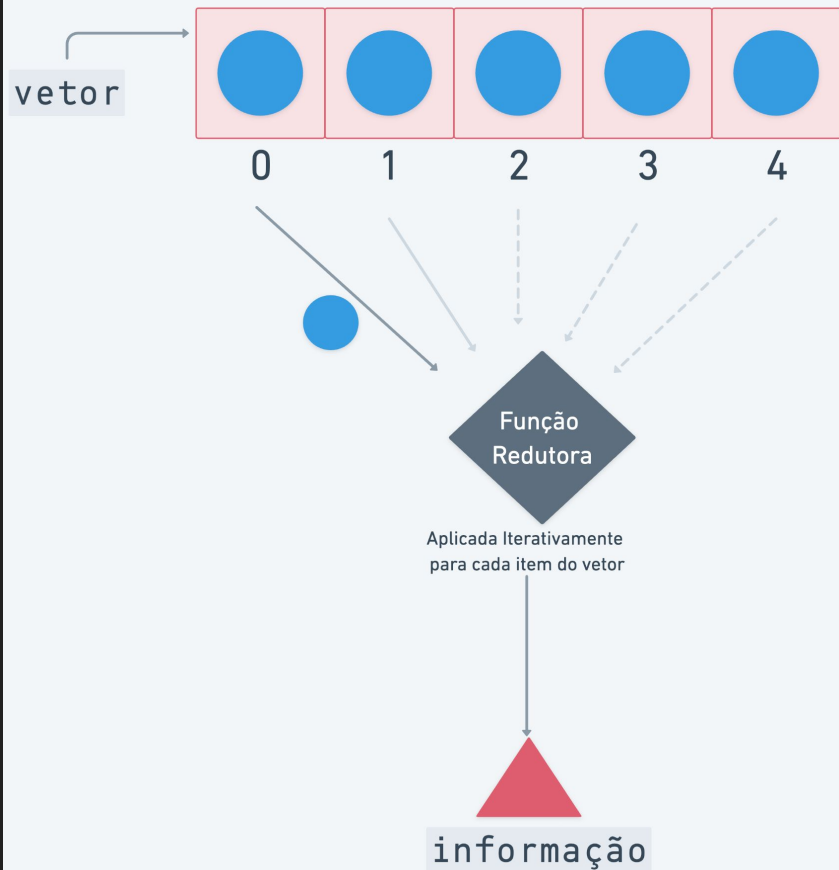 vetor
0 1 2 3 4
Função
Redutora
Aplicada Iterativamente
para cada item do vetor
informação